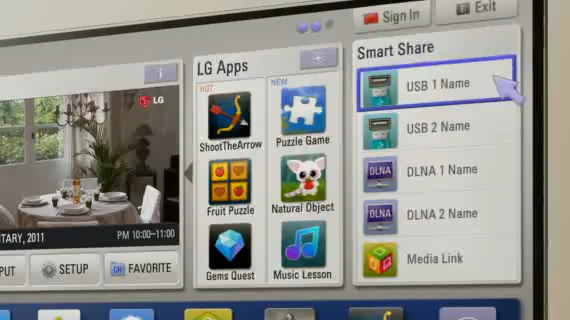 Sign In
Exit
LG Apps
Smart Share
HOT
NEW
LG
ShootTheArrow
Puzzle Game
Fruit Puzzle
Natural Object
Gems Quest
Music Lesson
USB 1 Name
USB 2 Name
DLNA
DLNA 1 Name
DLNA
DLNA 2 Name
Media Link
TARY, 2011
PM 10:00~11:00
PUT
SETUP
CH
FAVORITE